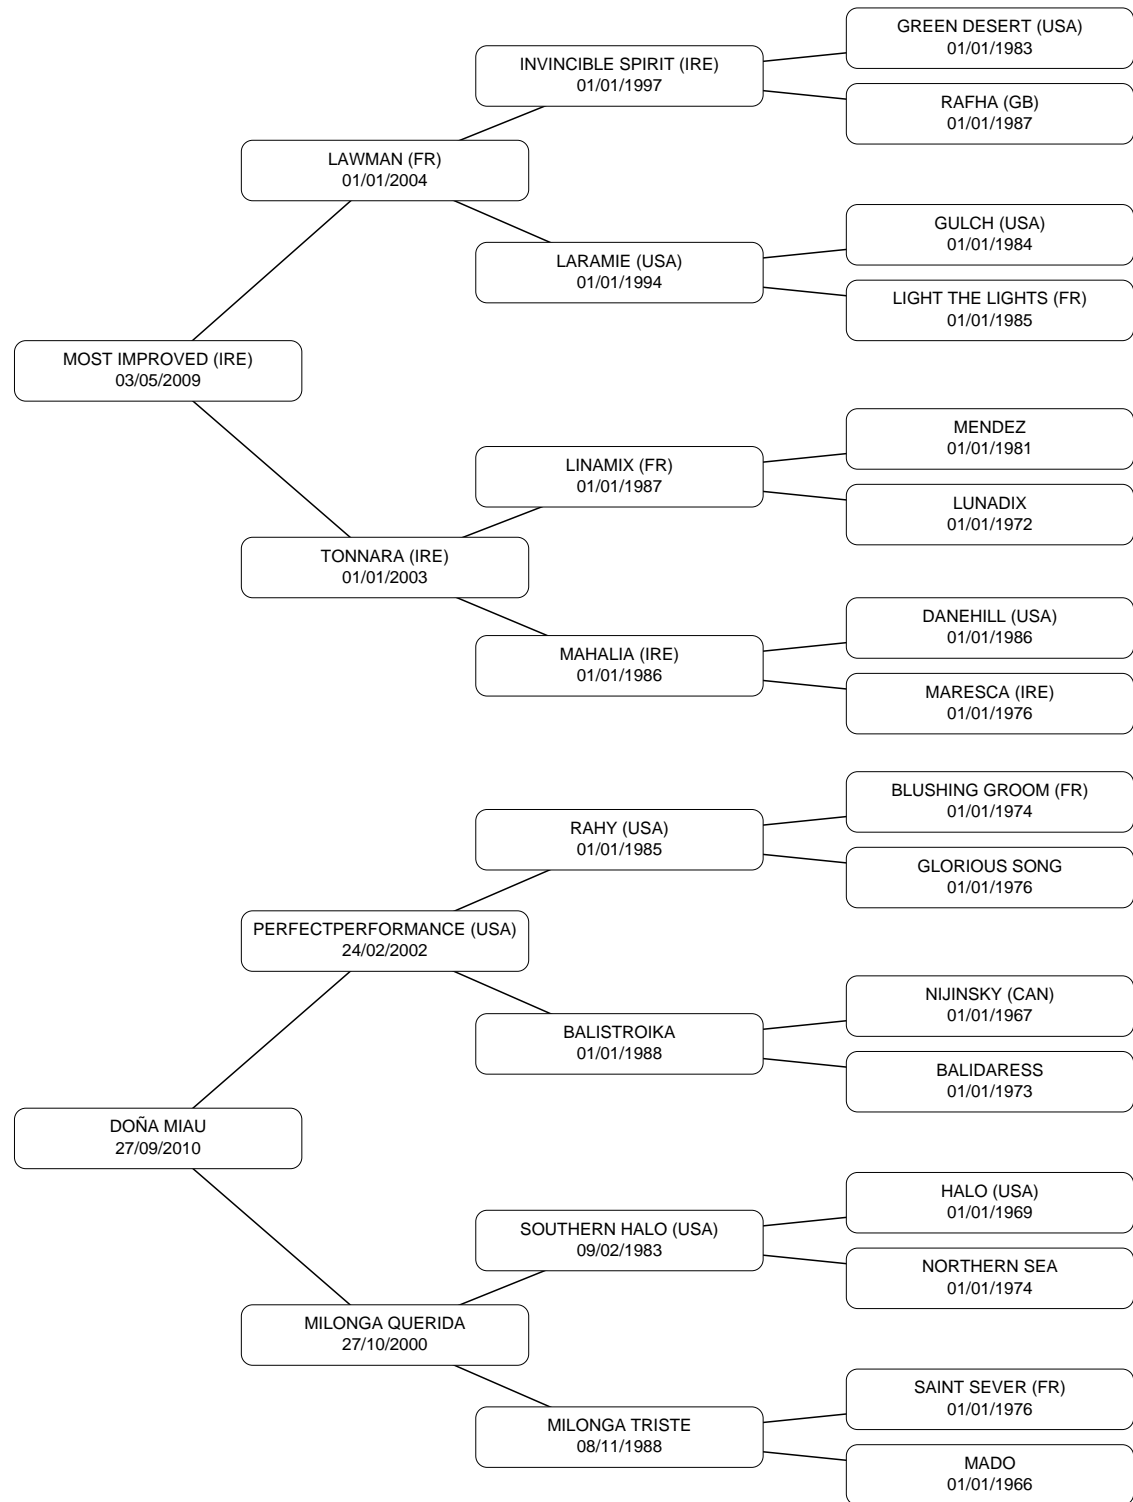 GREEN DESERT (USA)
01/01/1983
INVINCIBLE SPIRIT (IRE)
01/01/1997
RAFHA (GB)
01/01/1987
LAWMAN (FR)
01/01/2004
GULCH (USA)
01/01/1984
LARAMIE (USA)
01/01/1994
LIGHT THE LIGHTS (FR)
01/01/1985
MOST IMPROVED (IRE)
03/05/2009
MENDEZ
01/01/1981
LINAMIX (FR)
01/01/1987
LUNADIX
01/01/1972
TONNARA (IRE)
01/01/2003
DANEHILL (USA)
01/01/1986
MAHALIA (IRE)
01/01/1986
MARESCA (IRE)
01/01/1976
BLUSHING GROOM (FR)
01/01/1974
RAHY (USA)
01/01/1985
GLORIOUS SONG
01/01/1976
PERFECTPERFORMANCE (USA)
24/02/2002
NIJINSKY (CAN)
01/01/1967
BALISTROIKA
01/01/1988
BALIDARESS
01/01/1973
DOÑA MIAU
27/09/2010
HALO (USA)
01/01/1969
SOUTHERN HALO (USA)
09/02/1983
NORTHERN SEA
01/01/1974
MILONGA QUERIDA
27/10/2000
SAINT SEVER (FR)
01/01/1976
MILONGA TRISTE
08/11/1988
MADO
01/01/1966